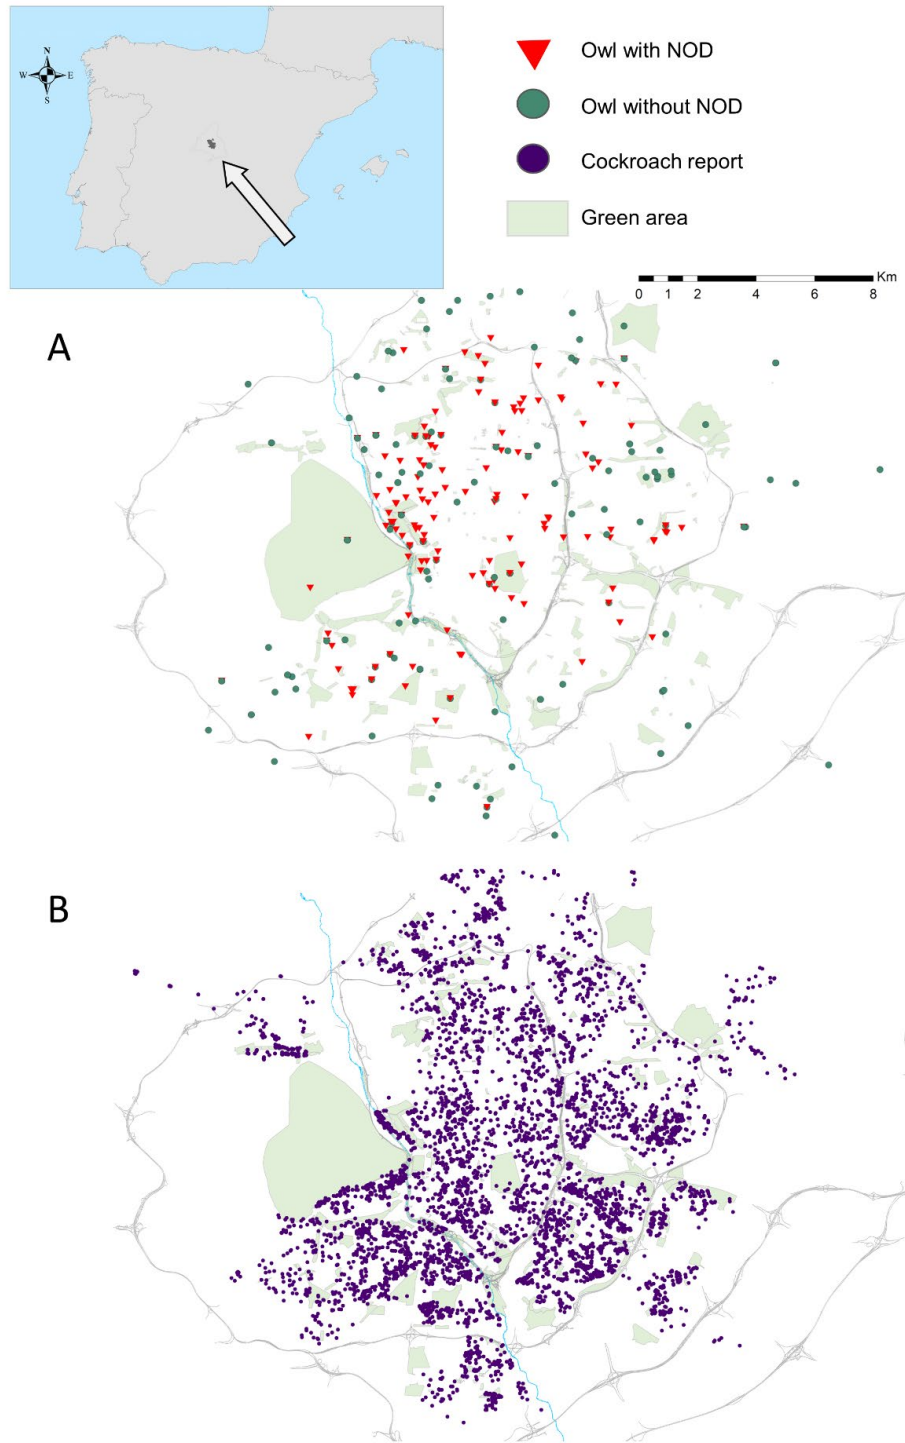 N
W E
S
Owl with NOD
Owl without NOD
Cockroach report
Green area
Km
0 1 2 4 6 8
A
B